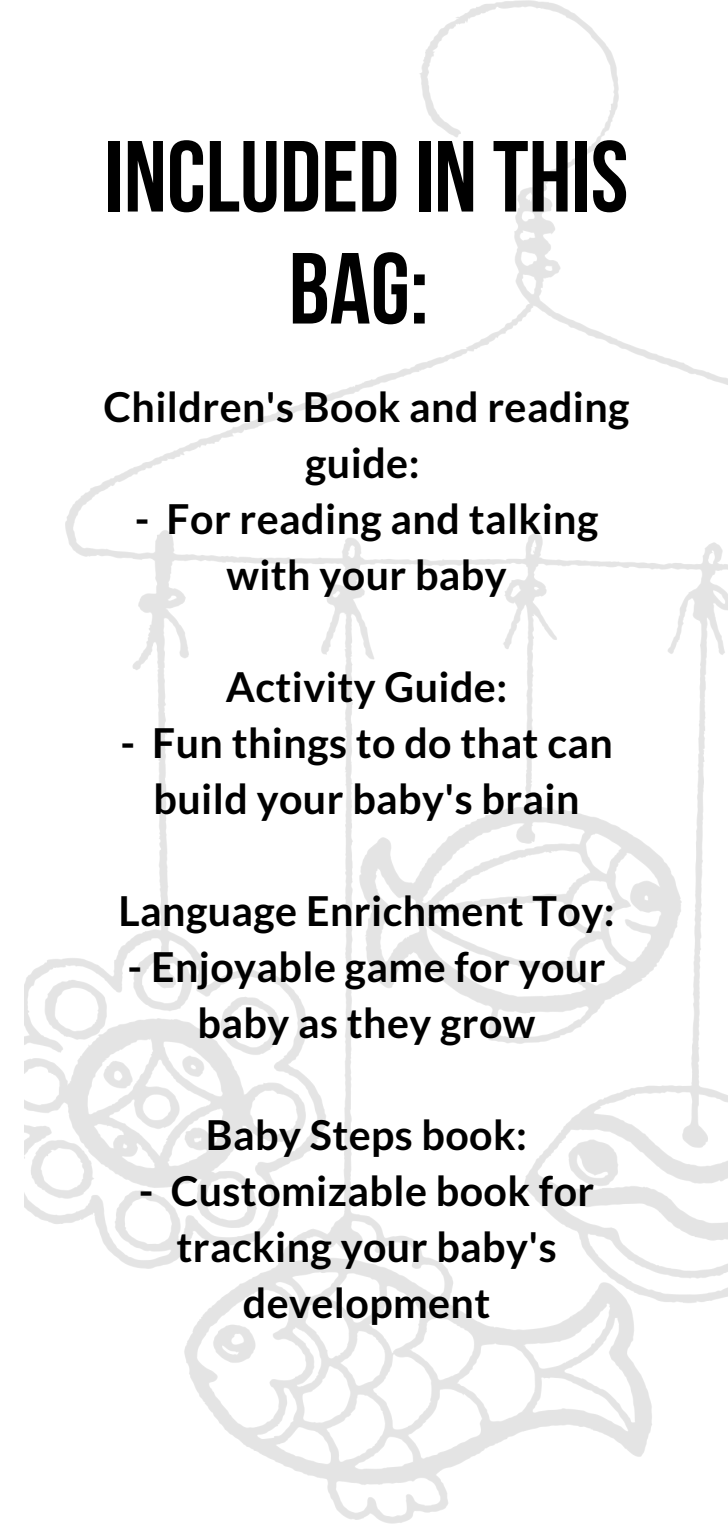 INCLUDED IN THIS
BAG:
Children's Book and reading
guide:
- For reading and talking
with your baby
Activity Guide:
- Fun things to do that can
build your baby's brain
Language Enrichment Toy:
- Enjoyable game for your
baby as they grow
Baby Steps book:
- Customizable book for
tracking your baby's
development